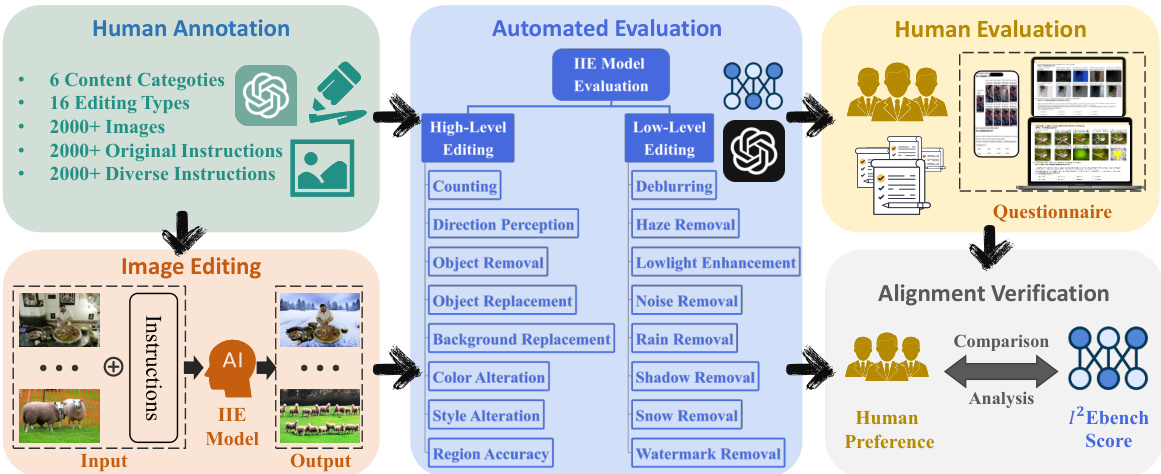 Human Annotation
• 6 Content Categoties
• 16 Editing Types
• 2000+ Images
• 2000+ Original Instructions
• 2000+ Diverse Instructions
Image Editing
Instructions
AI
IIE
Model
Input
Output
Automated Evaluation
IIE Model
Evaluation
High-Level
Editing
Counting
Direction Perception
Object Removal
Object Replacement
Background Replacement
Color Alteration
Style Alteration
Region Accuracy
Low-Level
Editing
Deblurring
Haze Removal
Lowlight Enhancement
Noise Removal
Rain Removal
Shadow Removal
Snow Removal
Watermark Removal
Human Evaluation
Questionnaire
Alignment Verification
Comparison
Analysis
Human
Preference
I²Ebench
Score